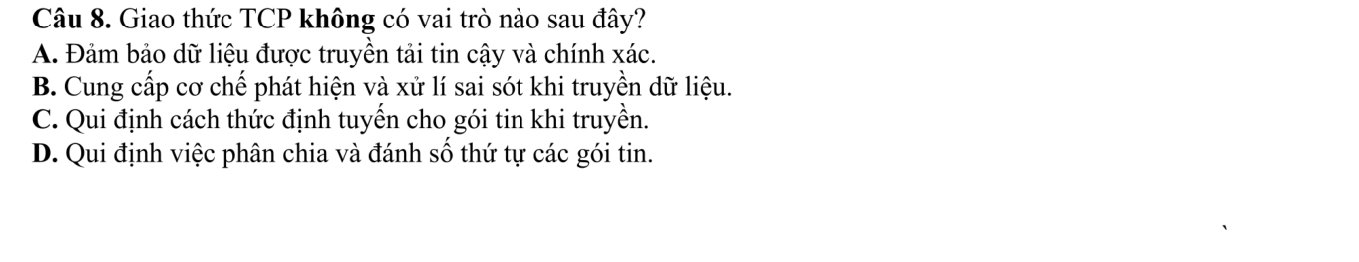 Câu 8. Giao thức TCP không có vai trò nào sau đây?
A. Đảm bảo dữ liệu được truyền tải tin cậy và chính xác.
B. Cung cấp cơ chế phát hiện và xử lí sai sót khi truyền dữ liệu.
C. Qui định cách thức định tuyến cho gói tin khi truyền.
D. Qui định việc phân chia và đánh số thứ tự các gói tin.